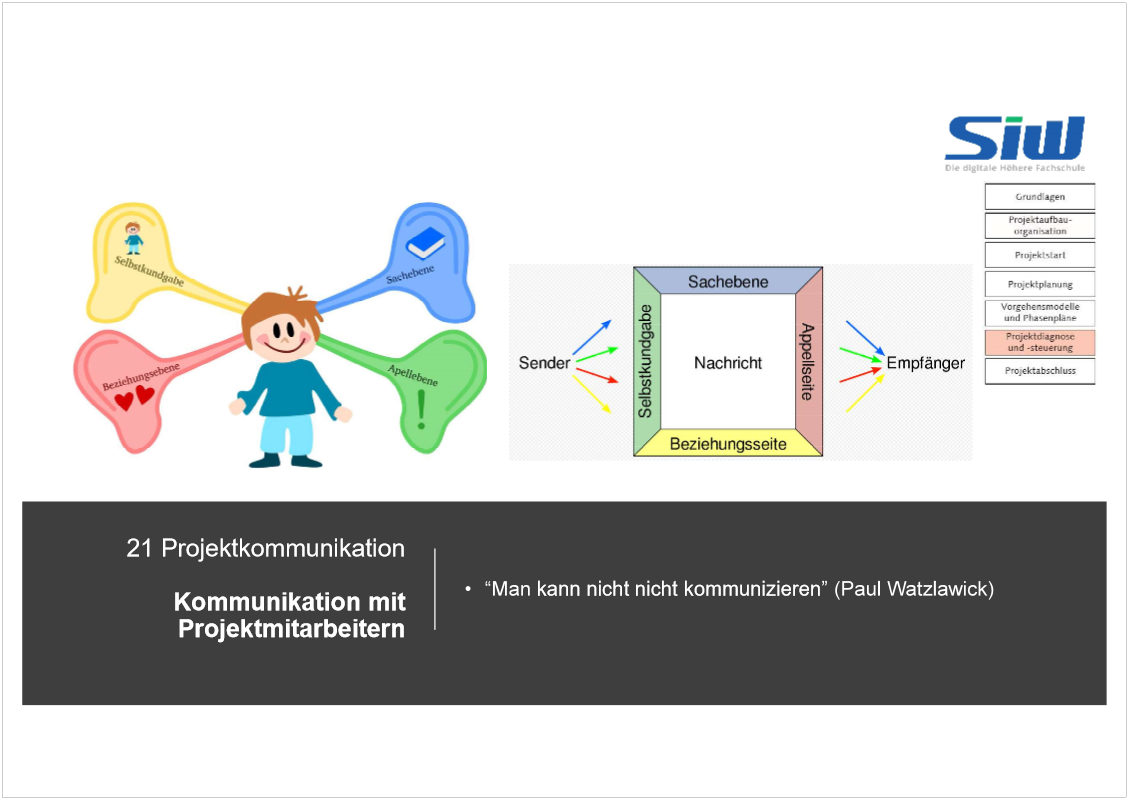 SiW
Die digitale Höhere Fachschule
Grundlagen
Projektaufbau-
organisation
Projektstart
Projektplanung
Vorgehensmodelle
und Phasenpläne
Projektdiagnose
und -steuerung
Projektabschluss
Selbstkundgabe
Sachebene
Beziehungsebene
Apellebene
!
Sachebene
Selbstkundgabe
Nachricht
Appellseite
Beziehungsseite
Sender
Empfänger
21 Projektkommunikation
Kommunikation mit
Projektmitarbeitern
• “Man kann nicht nicht kommunizieren” (Paul Watzlawick)